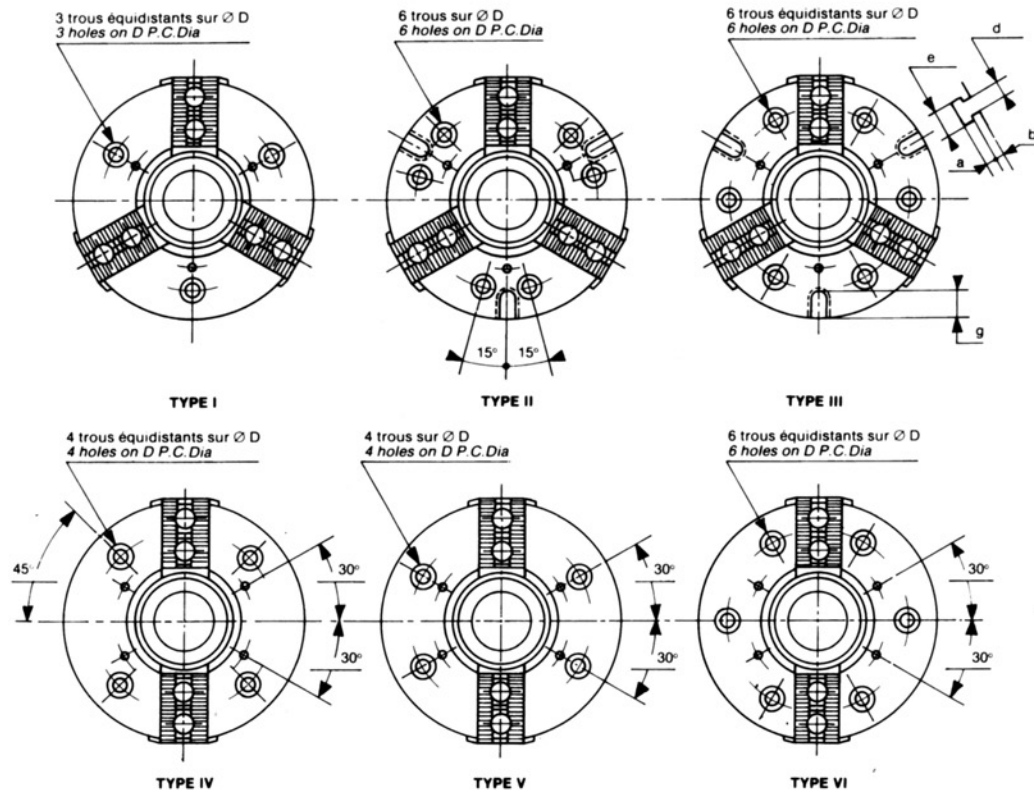 3 trous équidistants sur ∅ D
3 holes on D P.C.Dia
6 trous sur ∅ D
6 holes on D P.C.Dia
6 trous équidistants sur ∅ D
6 holes on D P.C.Dia
d
e
b
a
g
15°
15°
TYPE I
TYPE II
TYPE III
4 trous équidistants sur ∅ D
4 holes on D P.C.Dia
4 trous sur ∅ D
4 holes on D P.C.Dia
6 trous équidistants sur ∅ D
6 holes on D P.C.Dia
45°
30°
30°
30°
30°
30°
30°
TYPE IV
TYPE V
TYPE VI